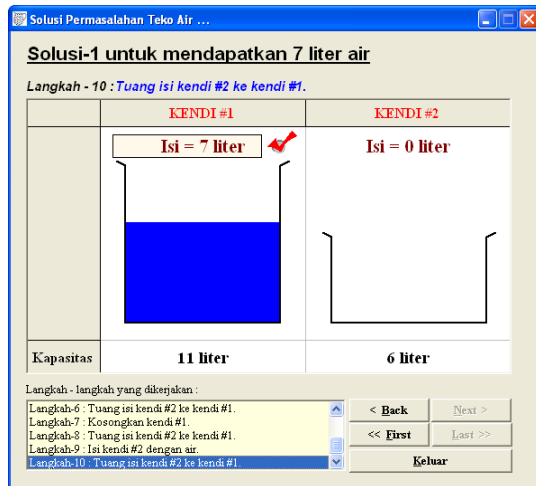 Solusi Permasalahan Teko Air ...
Solusi-1 untuk mendapatkan 7 liter air
Langkah - 10 : Tuang isi kendi #2 ke kendi #1.
KENDI #1
KENDI #2
Isi = 7 liter
Isi = 0 liter
Kapasitas
11 liter
6 liter
Langkah - langkah yang dikerjakan :
Langkah-6 : Tuang isi kendi #2 ke kendi #1.
Langkah-7 : Kosongkan kendi #1.
Langkah-8 : Tuang isi kendi #2 ke kendi #1.
Langkah-9 : Isi kendi #2 dengan air.
Langkah-10 : Tuang isi kendi #2 ke kendi #1.
< Back
Next >
<< First
Last >>
Keluar